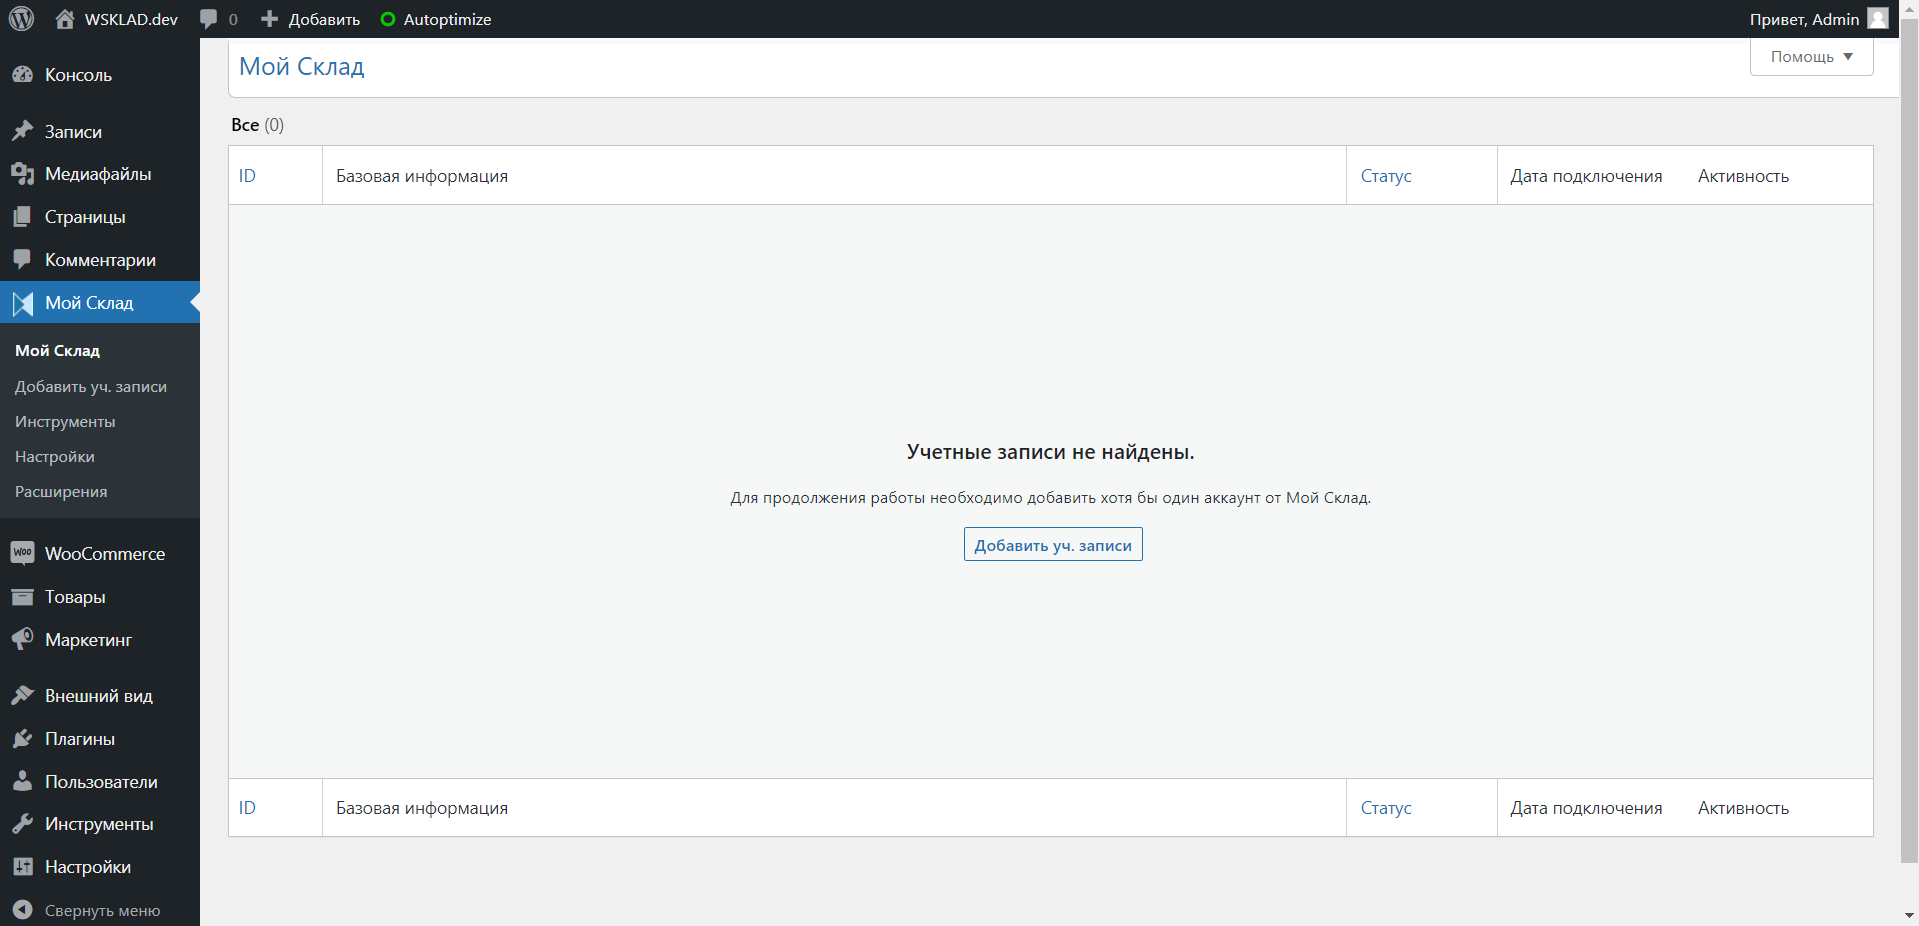 WSKLAD.dev 0 Добавить Autoptimize Привет, Admin
Консоль
Записи
Медиафайлы
Страницы
Комментарии
Мой Склад
Мой Склад
Добавить уч. записи
Инструменты
Настройки
Расширения
Woo WooCommerce
Товары
Маркетинг
Внешний вид
Плагины
Пользователи
Инструменты
Настройки
Свернуть меню
Мой Склад
Помощь
Все (0)
ID Базовая информация Статус Дата подключения Активность
Учетные записи не найдены.
Для продолжения работы необходимо добавить хотя бы один аккаунт от Мой Склад.
Добавить уч. записи
ID Базовая информация Статус Дата подключения Активность